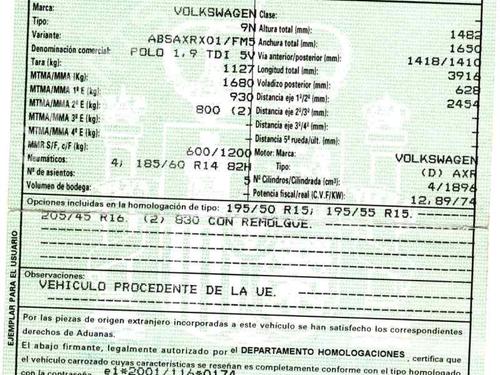 Marca: VOLKSWAGEN Clase:
Tipo: 9N Altura total (mm): 1482
Variante: ABSAXRX01/FM5 Anchura total (mm): 1650
Denominación comercial: POLO 1,9 TDI 5V Vía anterior/posterior (mm): 1418/1410
Tara (kg): 1127 Longitud total (mm): 3916
MTMA/MMA (Kg): 1680 Voladizo posterior (mm): 628
MTMA/MMA 1º E (kg): 930 Distancia eje 1º/2º (mm): 2454
MTMA/MMA 2º E (kg): 800 (2) Distancia eje 2º/3º (mm):
MTMA/MMA 3º E (kg): Distancia eje 3º/4º (mm):
MTMA/MMA 4º E (kg): Distancia 5ª rueda/ult. (mm):
MMR S/F, c/F (kg): 600/1200 Motor: Marca: VOLKSWAGEN
Neumáticos: 4; 185/60 R14 82H (D) AXR
Nº de asientos: 5 Nº Cilindros/Cilindrada (cm³): 4/1896
Volumen de bodega: - Potencia fiscal/real (C.V.F/KW): 12,89/74
Opciones incluidas en la homologación de tipo: 195/50 R15; 195/55 R15.
205/45 R16. (2) 830 CON REMOLQUE.
Observaciones:
VEHICULO PROCEDENTE DE LA UE.
EJEMPLAR PARA EL USUARIO
Por las piezas de origen extranjero incorporadas a este vehículo se han satisfecho los correspondientes
derechos de Aduanas.
El abajo firmante, legalmente autorizado por el DEPARTAMENTO HOMOLOGACIONES, certifica que
el vehículo carrozado cuyas características se reseñan es completamente conforme con el tipo homologado
con la contraseña e1*2001/116*0174